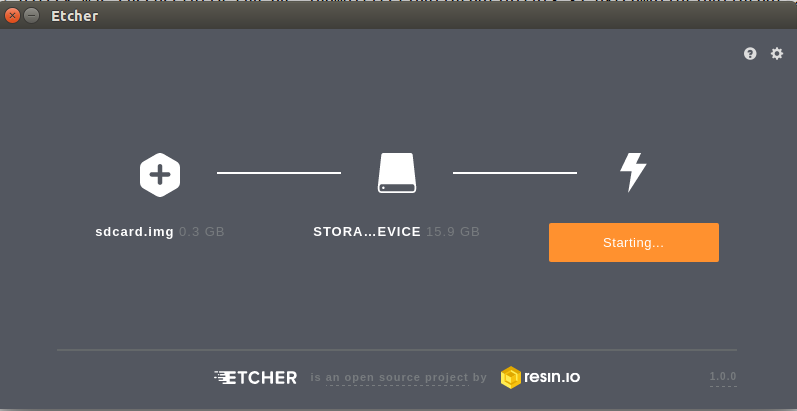 Etcher
sdcard.img 0.3 GB
STORA...EVICE 15.9 GB
Starting...
ETCHER is an open source project by resin.io
1.0.0